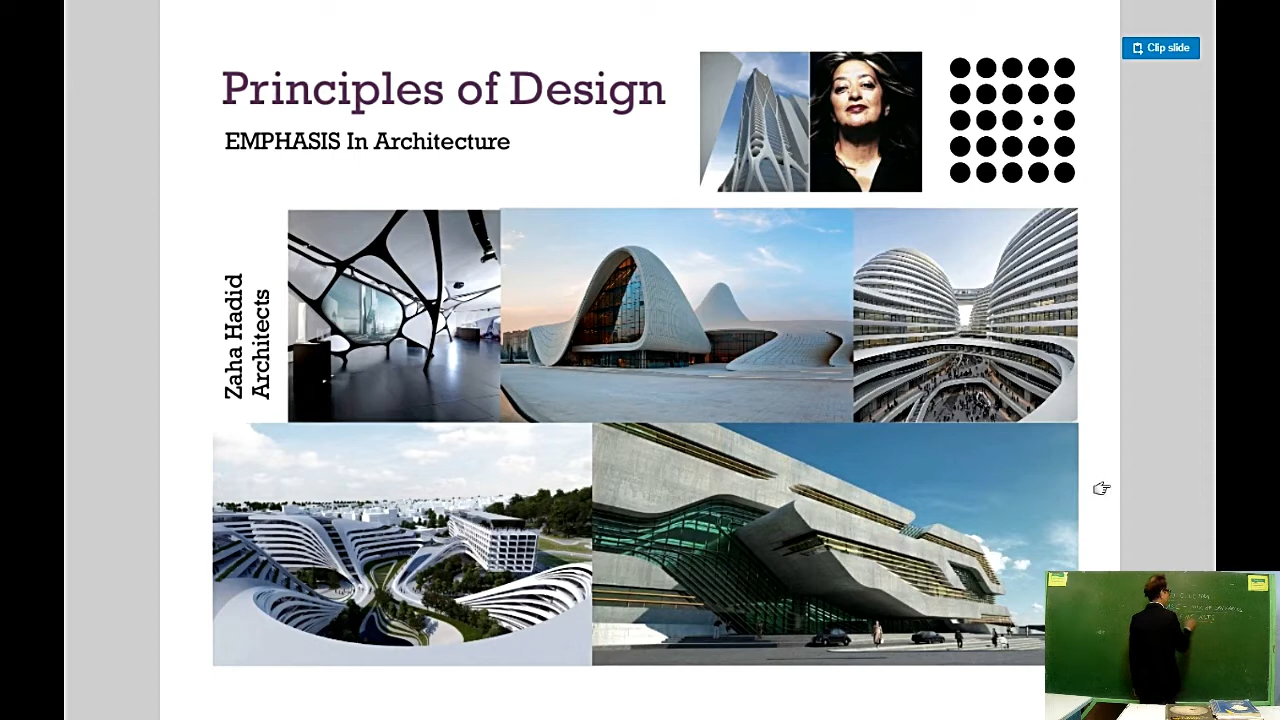 Principles of Design
EMPHASIS In Architecture
Clip slide
Zaha Hadid
Architects